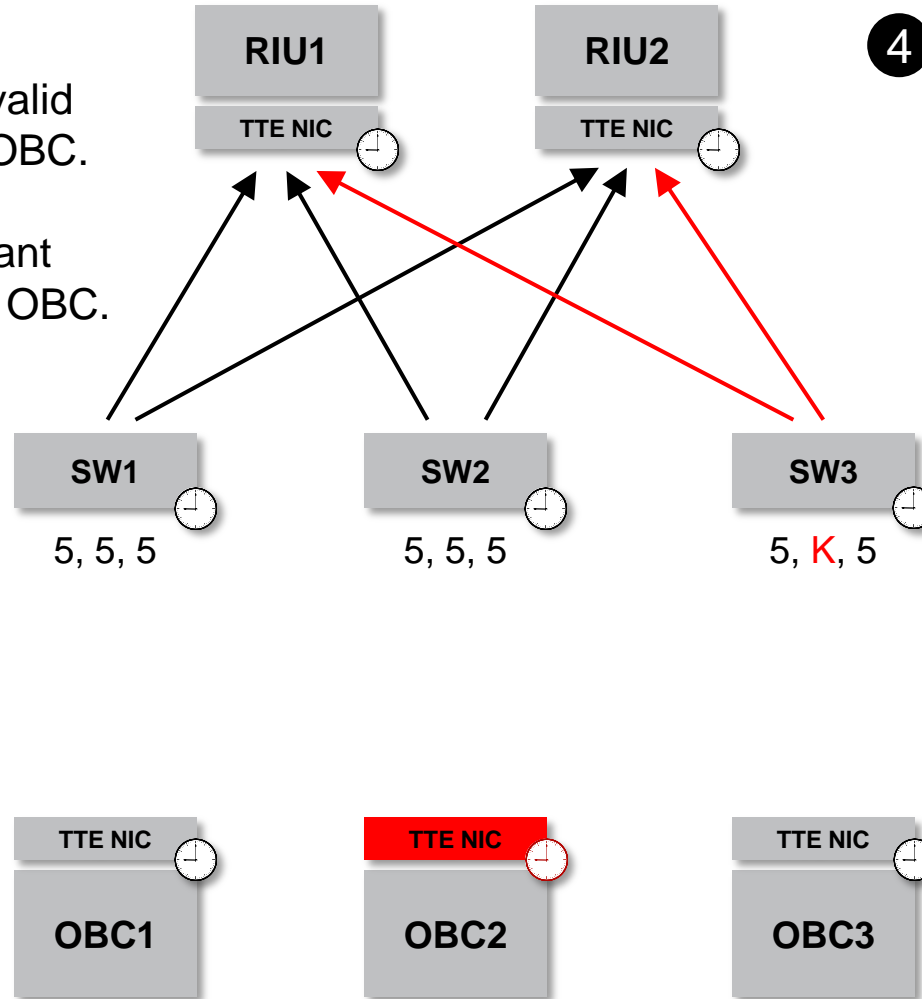 RIU1
RIU2
4
TTE NIC
TTE NIC
valid
OBC.
ant
OBC.
SW1
SW2
SW3
5, 5, 5
5, 5, 5
5, K, 5
TTE NIC
TTE NIC
TTE NIC
OBC1
OBC2
OBC3